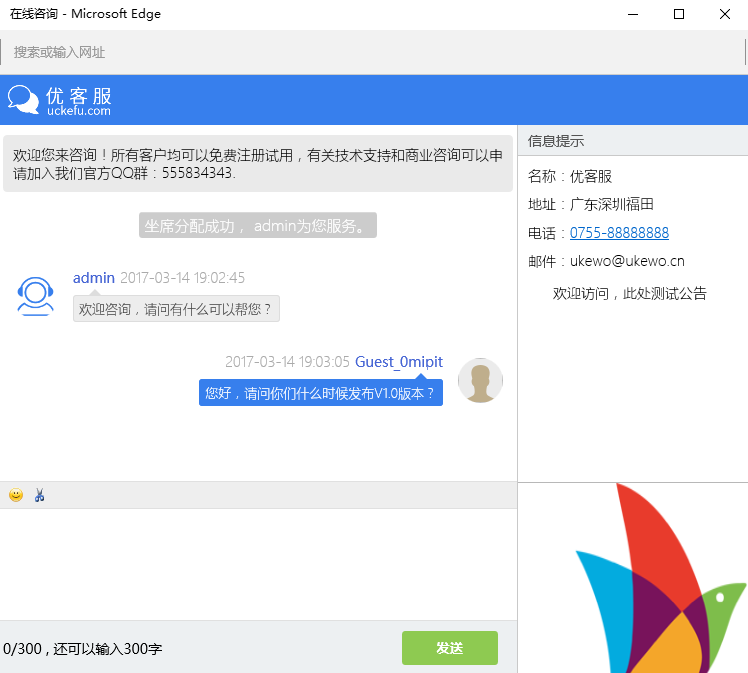 在线咨询 - Microsoft Edge
搜索或输入网址
优客服
uckefu.com
欢迎您来咨询！所有客户均可以免费注册试用，有关技术支持和商业咨询可以申
请加入我们官方QQ群：555834343.
坐席分配成功， admin为您服务。
admin 2017-03-14 19:02:45
欢迎咨询，请问有什么可以帮您？
2017-03-14 19:03:05 Guest_0mipit
您好，请问你们什么时候发布V1.0版本？
0/300 , 还可以输入300字
发送
信息提示
名称：优客服
地址：广东深圳福田
电话：0755-88888888
邮件：ukewo@ukewo.cn
欢迎访问，此处测试公告